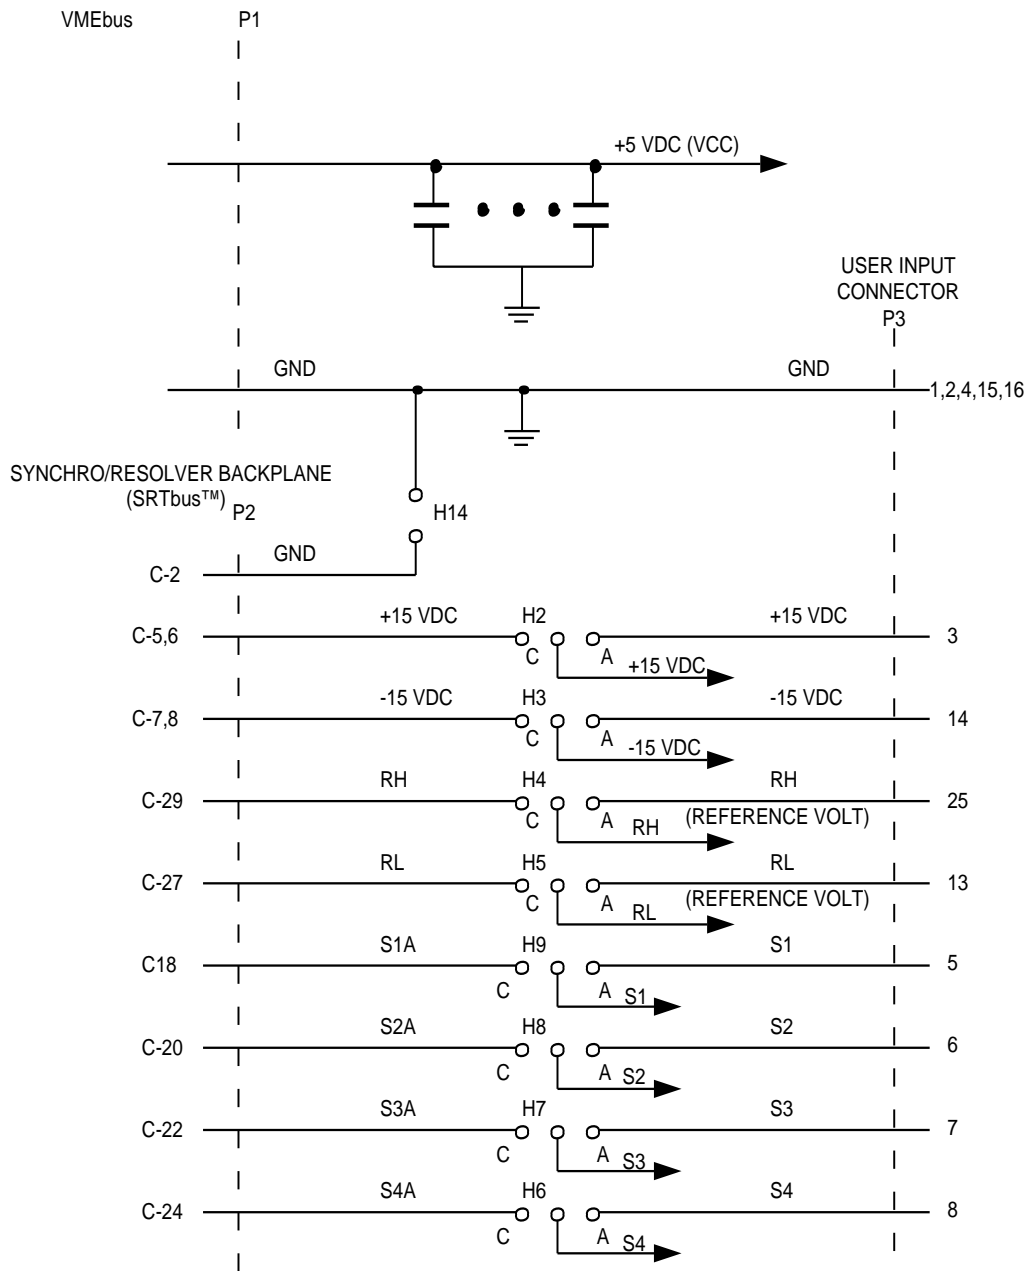 VMEbus P1
+5 VDC (VCC)
USER INPUT
CONNECTOR
P3
GND GND 1,2,4,15,16
SYNCHRO/RESOLVER BACKPLANE
(SRTbus™) P2 H14
GND
C-2
C-5,6 +15 VDC H2 +15 VDC 3
C A +15 VDC
C-7,8 -15 VDC H3 -15 VDC 14
C A -15 VDC
C-29 RH H4 RH 25
C A RH (REFERENCE VOLT)
C-27 RL H5 RL 13
C A RL (REFERENCE VOLT)
C18 S1A H9 S1 5
C A S1
C-20 S2A H8 S2 6
C A S2
C-22 S3A H7 S3 7
C A S3
C-24 S4A H6 S4 8
C A S4